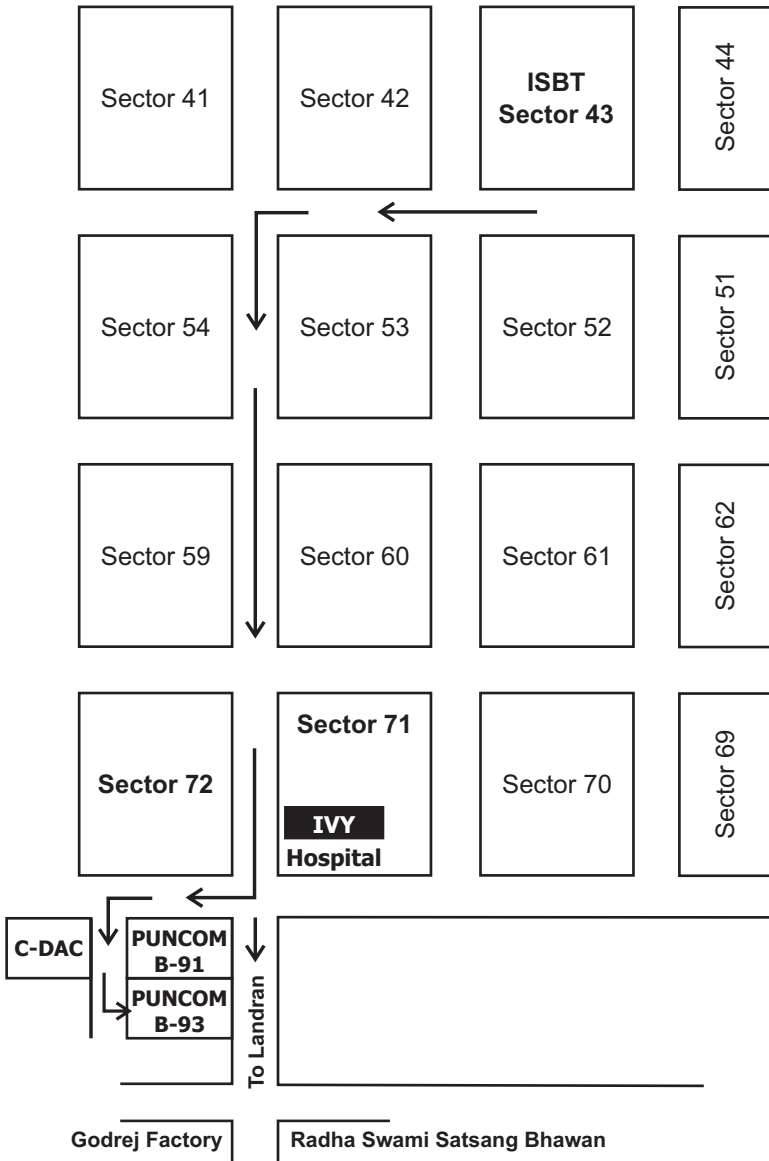 Sector 41
Sector 42
ISBT
Sector 43
Sector 44
Sector 54
Sector 53
Sector 52
Sector 51
Sector 59
Sector 60
Sector 61
Sector 62
Sector 72
Sector 71
IVY
Hospital
Sector 70
Sector 69
C-DAC
PUNCOM
B-91
PUNCOM
B-93
To Landran
Godrej Factory
Radha Swami Satsang Bhawan